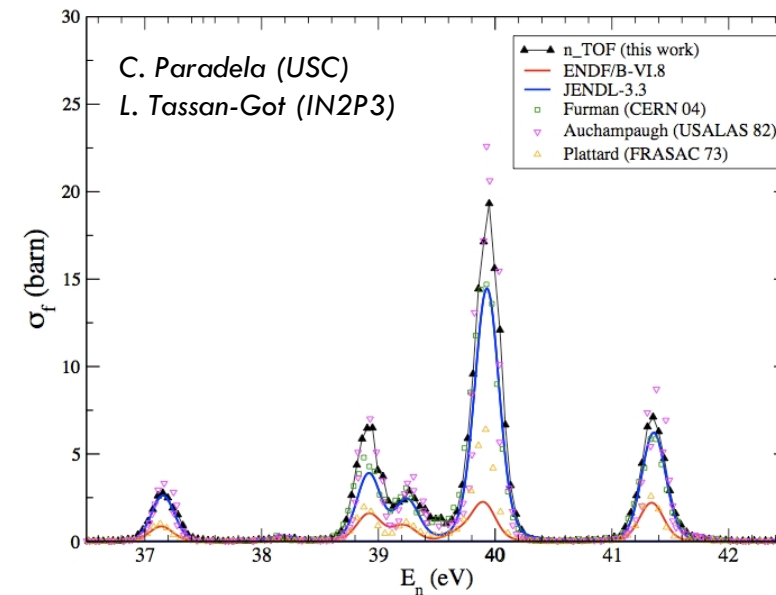 30
25
20
15
10
5
0
σf (barn)
C. Paradela (USC)
L. Tassan-Got (IN2P3)
n_TOF (this work)
ENDF/B-VI.8
JENDL-3.3
Furman (CERN 04)
Auchampaugh (USALAS 82)
Plattard (FRASAC 73)
37 38 39 40 41 42
En (eV)